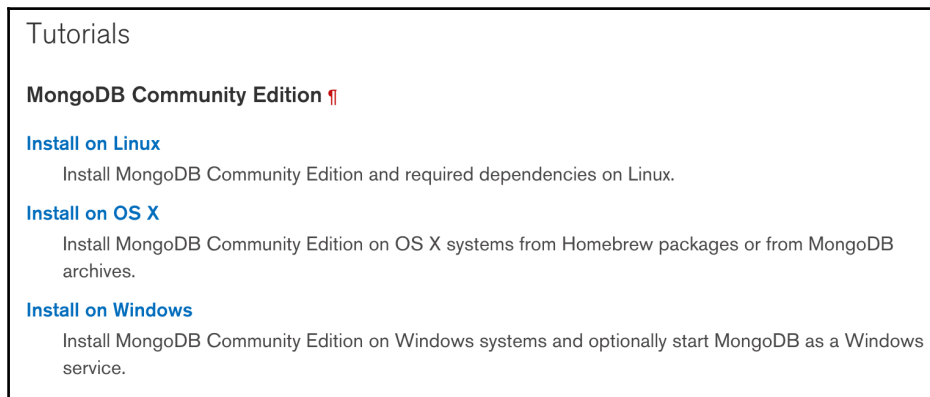 Tutorials
MongoDB Community Edition ¶
Install on Linux
Install MongoDB Community Edition and required dependencies on Linux.
Install on OS X
Install MongoDB Community Edition on OS X systems from Homebrew packages or from MongoDB
archives.
Install on Windows
Install MongoDB Community Edition on Windows systems and optionally start MongoDB as a Windows
service.